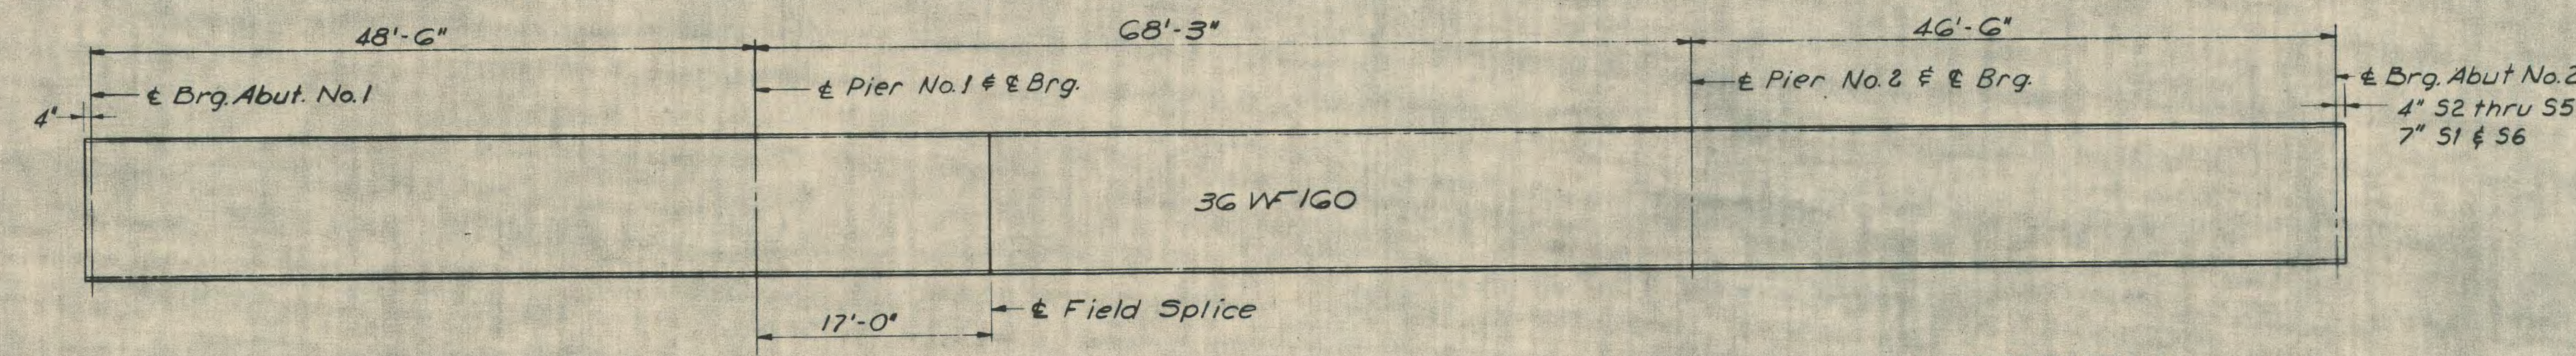 48'-6"
68'-3"
46'-6"
℄ Brg. Abut. No.1
℄ Pier No.1 & ℄ Brg.
℄ Pier No.2 & ℄ Brg.
℄ Brg. Abut No.2
4"
4" S2 thru S5
7" S1 & S6
36 WF 160
17'-0"
℄ Field Splice